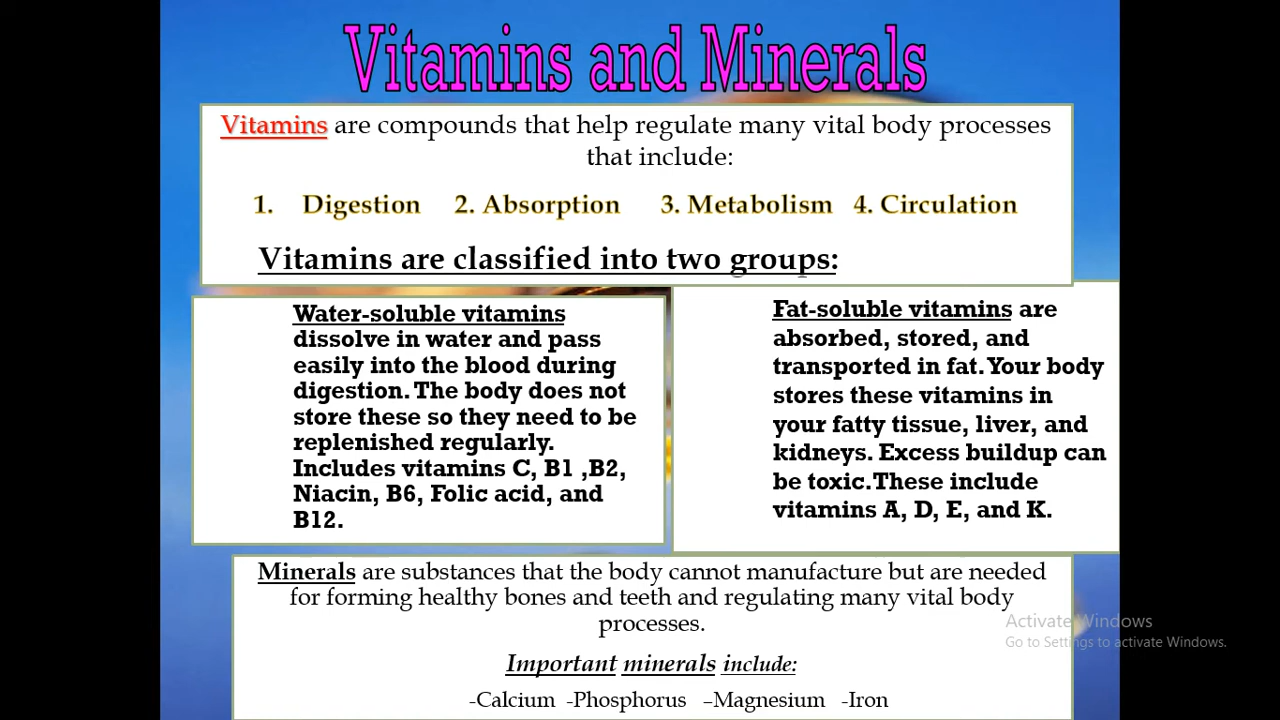 Vitamins and Minerals
Vitamins are compounds that help regulate many vital body processes
that include:
1. Digestion 2. Absorption 3. Metabolism 4. Circulation
Vitamins are classified into two groups:
Water-soluble vitamins
dissolve in water and pass
easily into the blood during
digestion. The body does not
store these so they need to be
replenished regularly.
Includes vitamins C, B1 ,B2,
Niacin, B6, Folic acid, and
B12.
Fat-soluble vitamins are
absorbed, stored, and
transported in fat. Your body
stores these vitamins in
your fatty tissue, liver, and
kidneys. Excess buildup can
be toxic. These include
vitamins A, D, E, and K.
Minerals are substances that the body cannot manufacture but are needed
for forming healthy bones and teeth and regulating many vital body
processes.
Important minerals include:
-Calcium -Phosphorus –Magnesium -Iron
Activate Windows
Go to Settings to activate Windows.